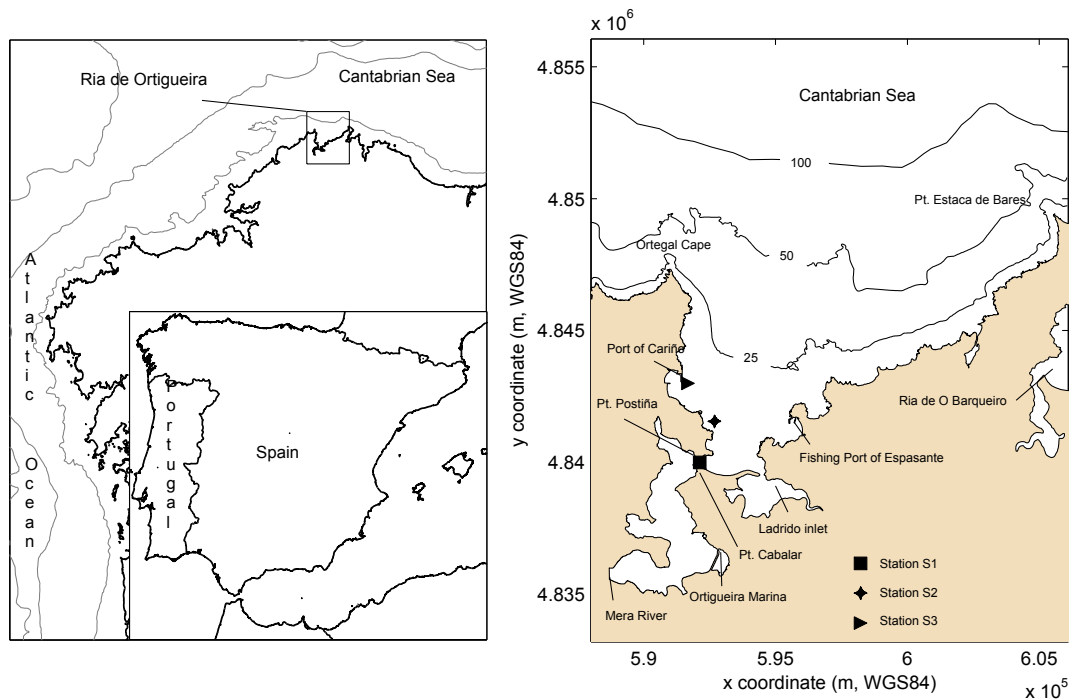 Ria de Ortigueira
Cantabrian Sea
Atlantic
Ocean
Portugal
Spain
x 10^6
4.855
4.85
4.845
4.84
4.835
y coordinate (m, WGS84)
Cantabrian Sea
100
Pt. Estaca de Bares
Ortegal Cape
50
Port of Cariño
25
Pt. Postiña
Ria de O Barqueiro
Fishing Port of Espasante
Ladrido inlet
Pt. Cabalar
Ortigueira Marina
Mera River
Station S1
Station S2
Station S3
5.9
5.95
6
6.05
x coordinate (m, WGS84)
x 10^5